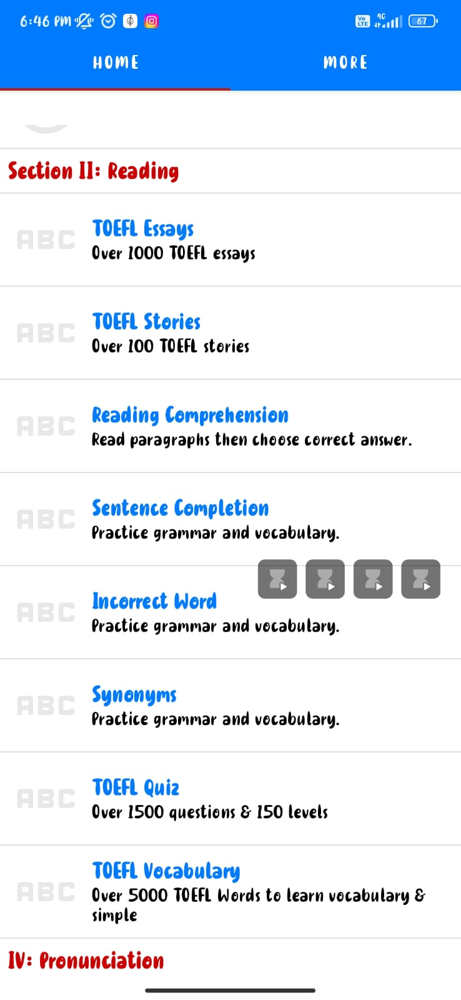 6:46 PM
Vo
LTE
4G
67
HOME
MORE
Section II: Reading
ABC
TOEFL Essays
Over 1000 TOEFL essays
ABC
TOEFL Stories
Over 100 TOEFL stories
ABC
Reading Comprehension
Read paragraphs then choose correct answer.
ABC
Sentence Completion
Practice grammar and vocabulary.
ABC
Incorrect Word
Practice grammar and vocabulary.
ABC
Synonyms
Practice grammar and vocabulary.
ABC
TOEFL Quiz
Over 1500 questions & 150 levels
ABC
TOEFL Vocabulary
Over 5000 TOEFL Words to learn vocabulary &
simple
IV: Pronunciation